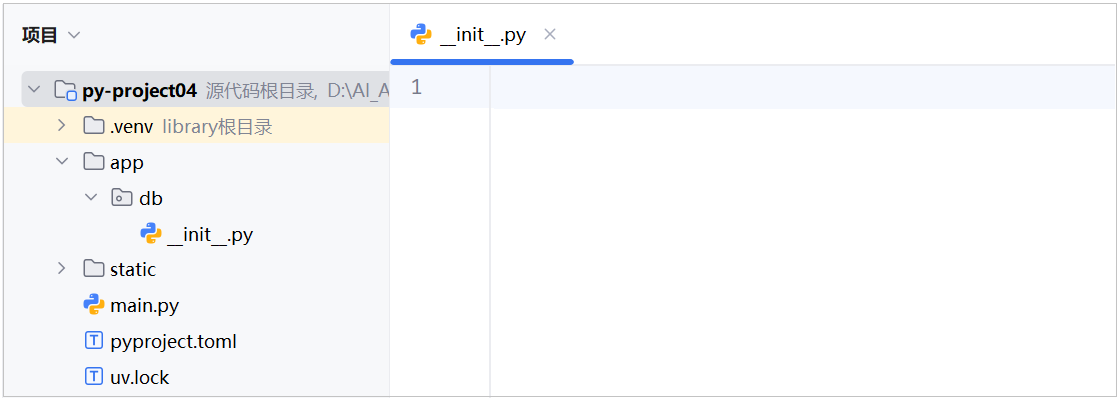 项目
__init__.py
py-project04 源代码根目录, D:\AI_A
1
.venv library根目录
app
db
__init__.py
static
main.py
pyproject.toml
uv.lock